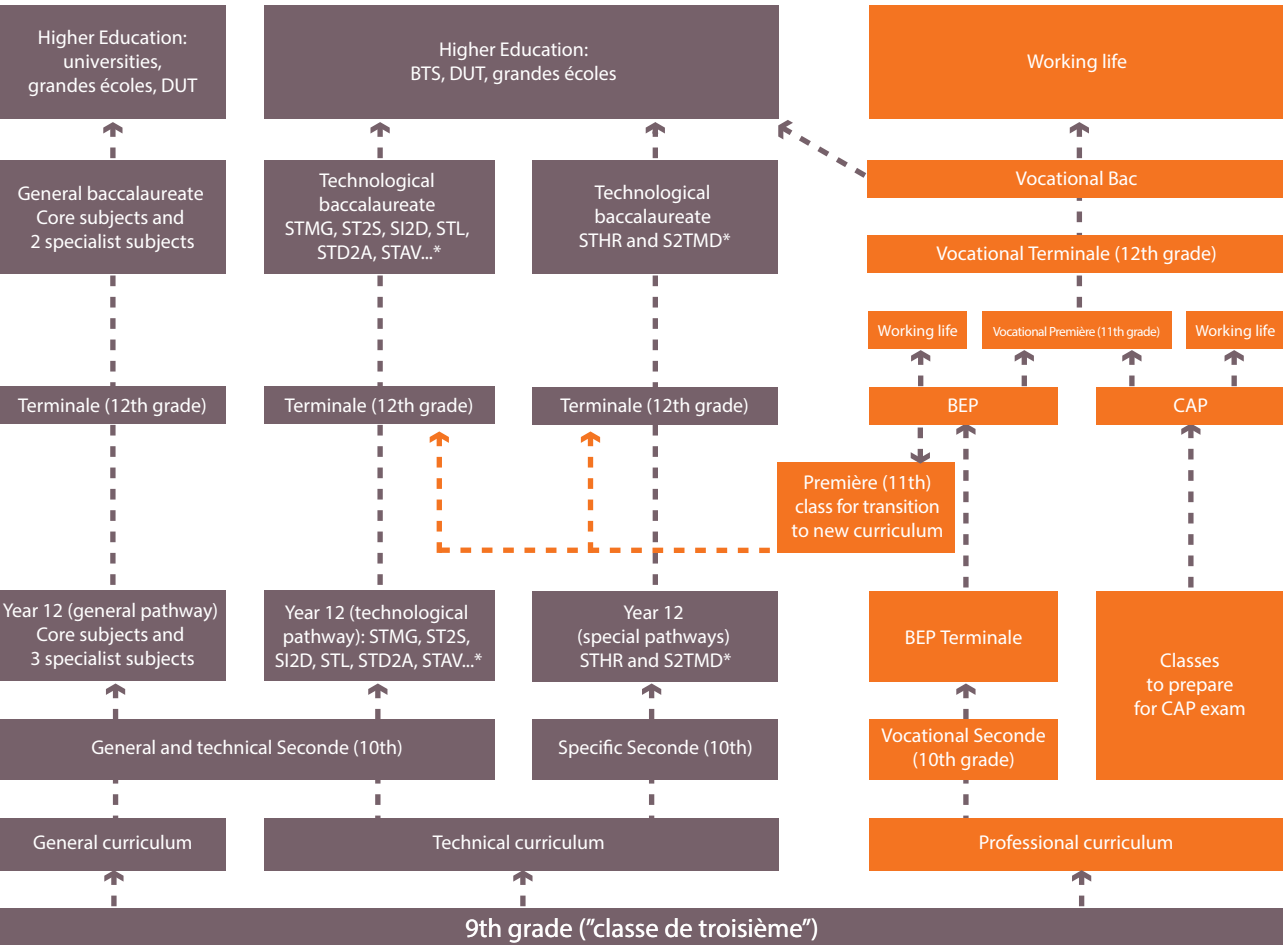 Higher Education:
universities,
grandes écoles, DUT
Higher Education:
BTS, DUT, grandes écoles
Working life
General baccalaureate
Core subjects and
2 specialist subjects
Technological
baccalaureate
STMG, ST2S, SI2D, STL,
STD2A, STAV...*
Technological
baccalaureate
STHR and S2TMD*
Vocational Bac
Vocational Terminale (12th grade)
Working life
Vocational Première (11th grade)
Working life
Terminale (12th grade)
Terminale (12th grade)
Terminale (12th grade)
BEP
CAP
Première (11th)
class for transition
to new curriculum
Year 12 (general pathway)
Core subjects and
3 specialist subjects
Year 12 (technological
pathway): STMG, ST2S,
SI2D, STL, STD2A, STAV...*
Year 12
(special pathways)
STHR and S2TMD*
BEP Terminale
Classes
to prepare
for CAP exam
General and technical Seconde (10th)
Specific Seconde (10th)
Vocational Seconde
(10th grade)
General curriculum
Technical curriculum
Professional curriculum
9th grade ("classe de troisième")